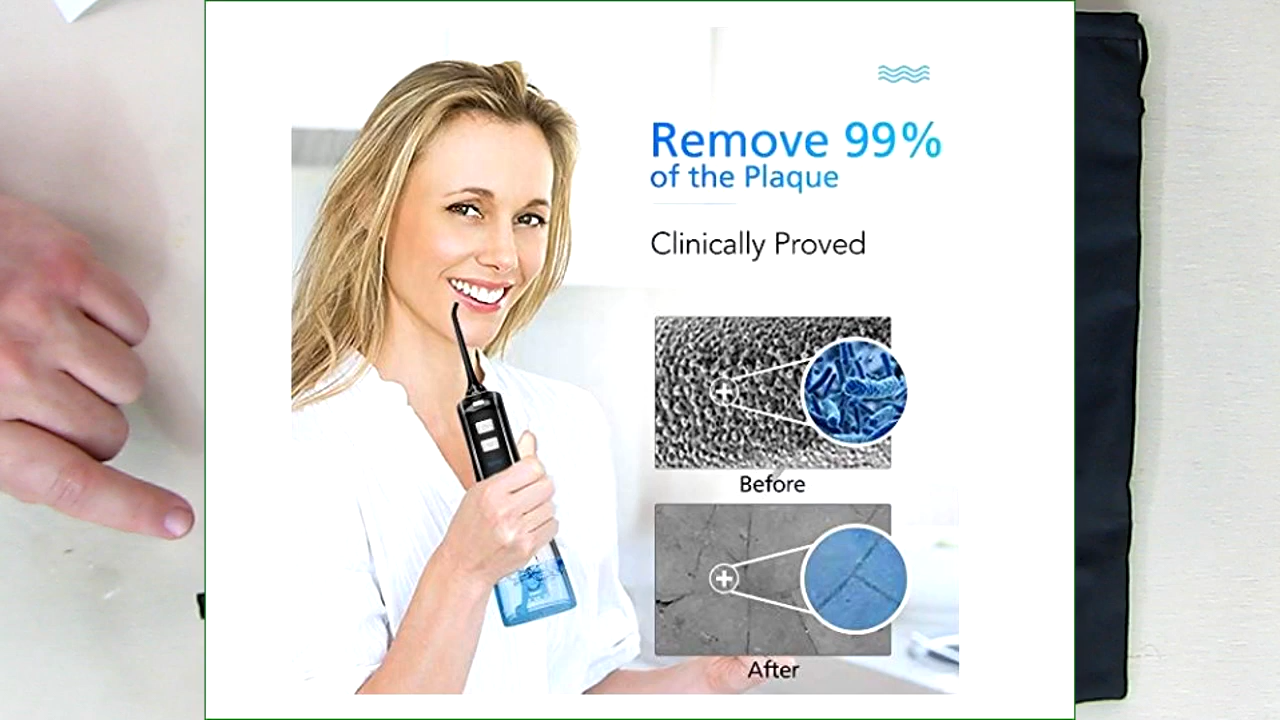 Remove 99%
of the Plaque
Clinically Proved
Before
After